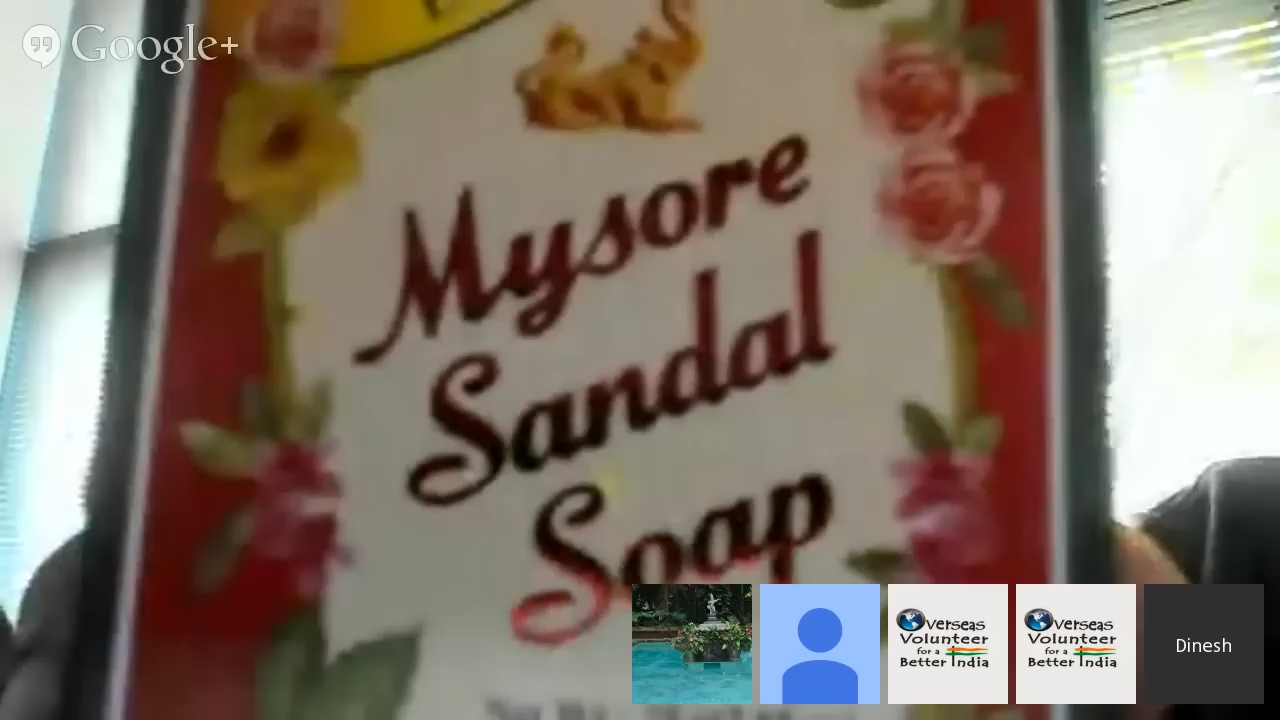 Google+
Mysore
Sandal
Soap
Overseas
Volunteer
for a
Better India
Overseas
Volunteer
for a
Better India
Dinesh